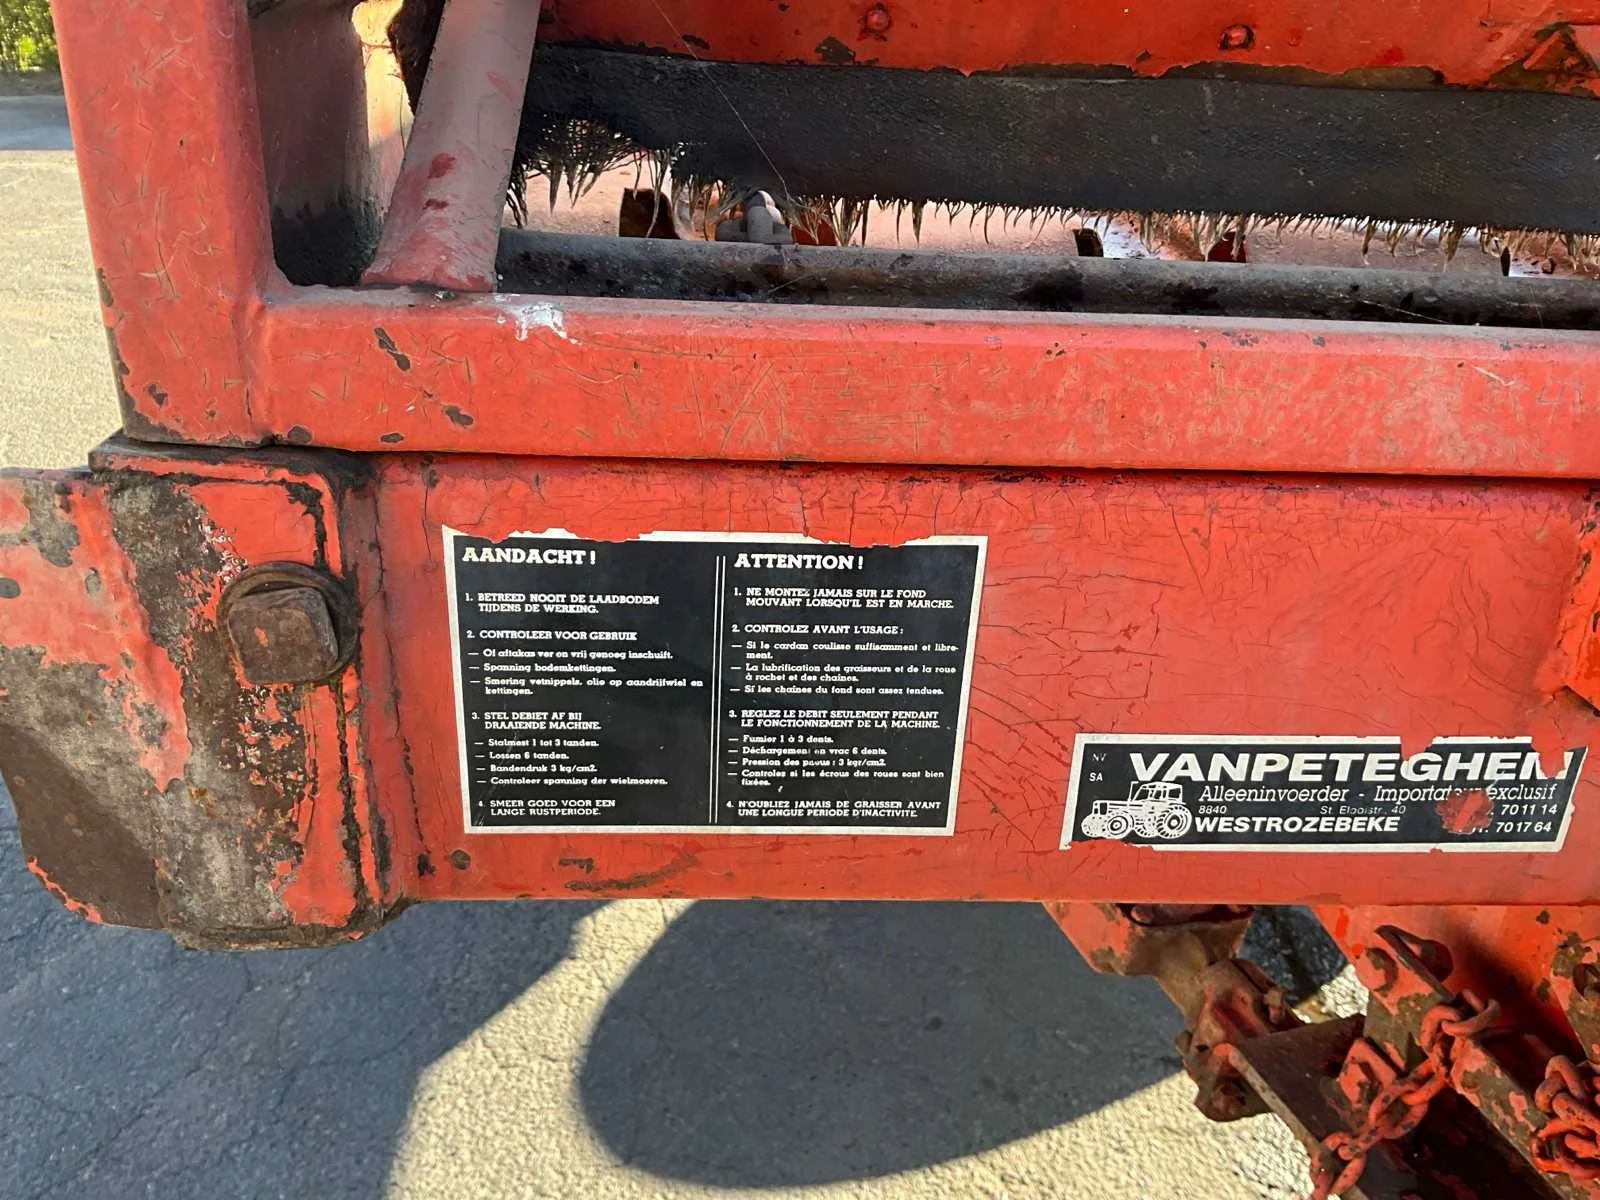 AANDACHT !
1. BETREED NOOIT DE LAADBODEM
TIJDENS DE WERKING.
2. CONTROLEER VOOR GEBRUIK
— Of aftakas ver en vrij genoeg inschuift.
— Spanning bodemkettingen.
— Smering vetnippels, olie op aandrijfwiel en
kettingen.
3. STEL DEBIET AF BIJ
DRAAIENDE MACHINE.
— Stalmest 1 tot 3 tanden.
— Lossen 6 tanden.
— Bandendruk 3 kg/cm2.
— Controleer spanning der wielmoeren.
4. SMEER GOED VOOR EEN
LANGE RUSTPERIODE.
ATTENTION !
1. NE MONTEZ JAMAIS SUR LE FOND
MOUVANT LORSQU'IL EST EN MARCHE.
2. CONTROLEZ AVANT L'USAGE :
— Si le cardan coulisse suffisamment et libre-
ment.
— La lubrification des graisseurs et de la roue
à rochet et des chaines.
— Si les chaînes du fond sont assez tendues.
3. REGLEZ LE DEBIT SEULEMENT PENDANT
LE FONCTIONNEMENT DE LA MACHINE.
— Fumier 1 à 3 dents.
— Déchargement en vrac 6 dents.
— Pression des pneus : 3 kgr/cm2.
— Controles si les écrous des roues sont bien
fixées.
4. N'OUBLIEZ JAMAIS DE GRAISSER AVANT
UNE LONGUE PERIODE D'INACTIVITE.
NV
SA
VANPETEGHEM
Alleeninvoerder - Importateur exclusif
8840 St. Elooistr. 40 701114
WESTROZEBEKE 701764